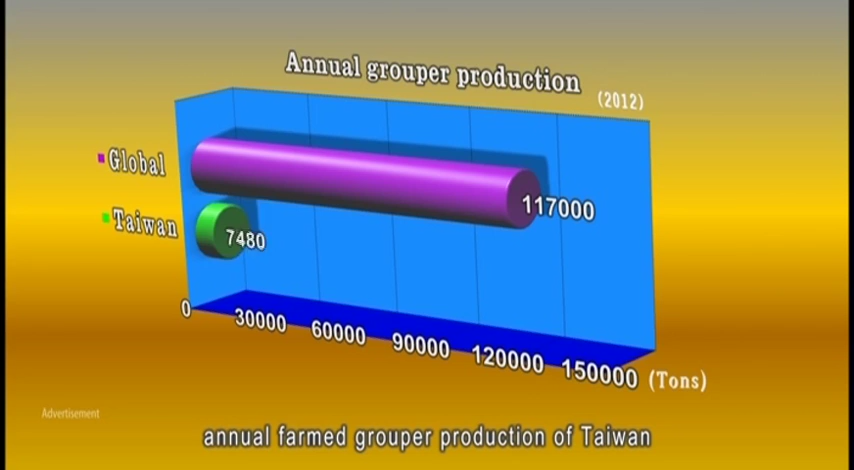 Annual grouper production
(2012)
Global
117000
Taiwan
7480
0 30000 60000 90000 120000 150000 (Tons)
Advertisement
annual farmed grouper production of Taiwan